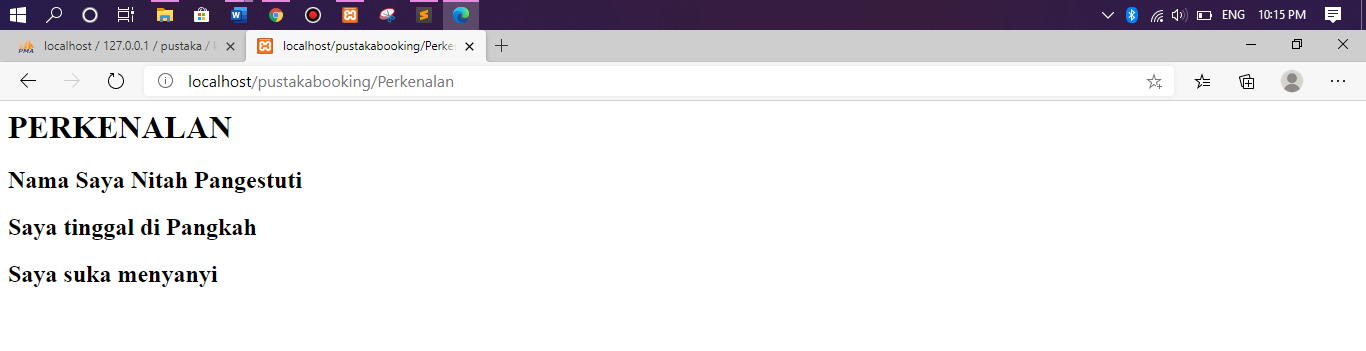 ENG 10:15 PM
localhost / 127.0.0.1 / pustaka /
localhost/pustakabooking/Perke
localhost/pustakabooking/Perkenalan
PERKENALAN
Nama Saya Nitah Pangestuti
Saya tinggal di Pangkah
Saya suka menyanyi